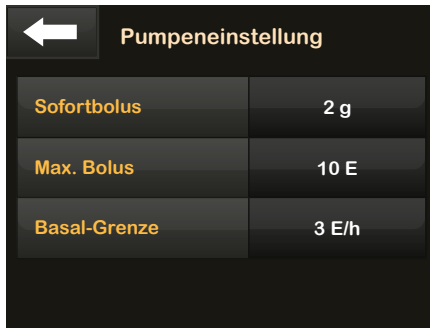 Pumpeneinstellung
Sofortbolus 2 g
Max. Bolus 10 E
Basal-Grenze 3 E/h